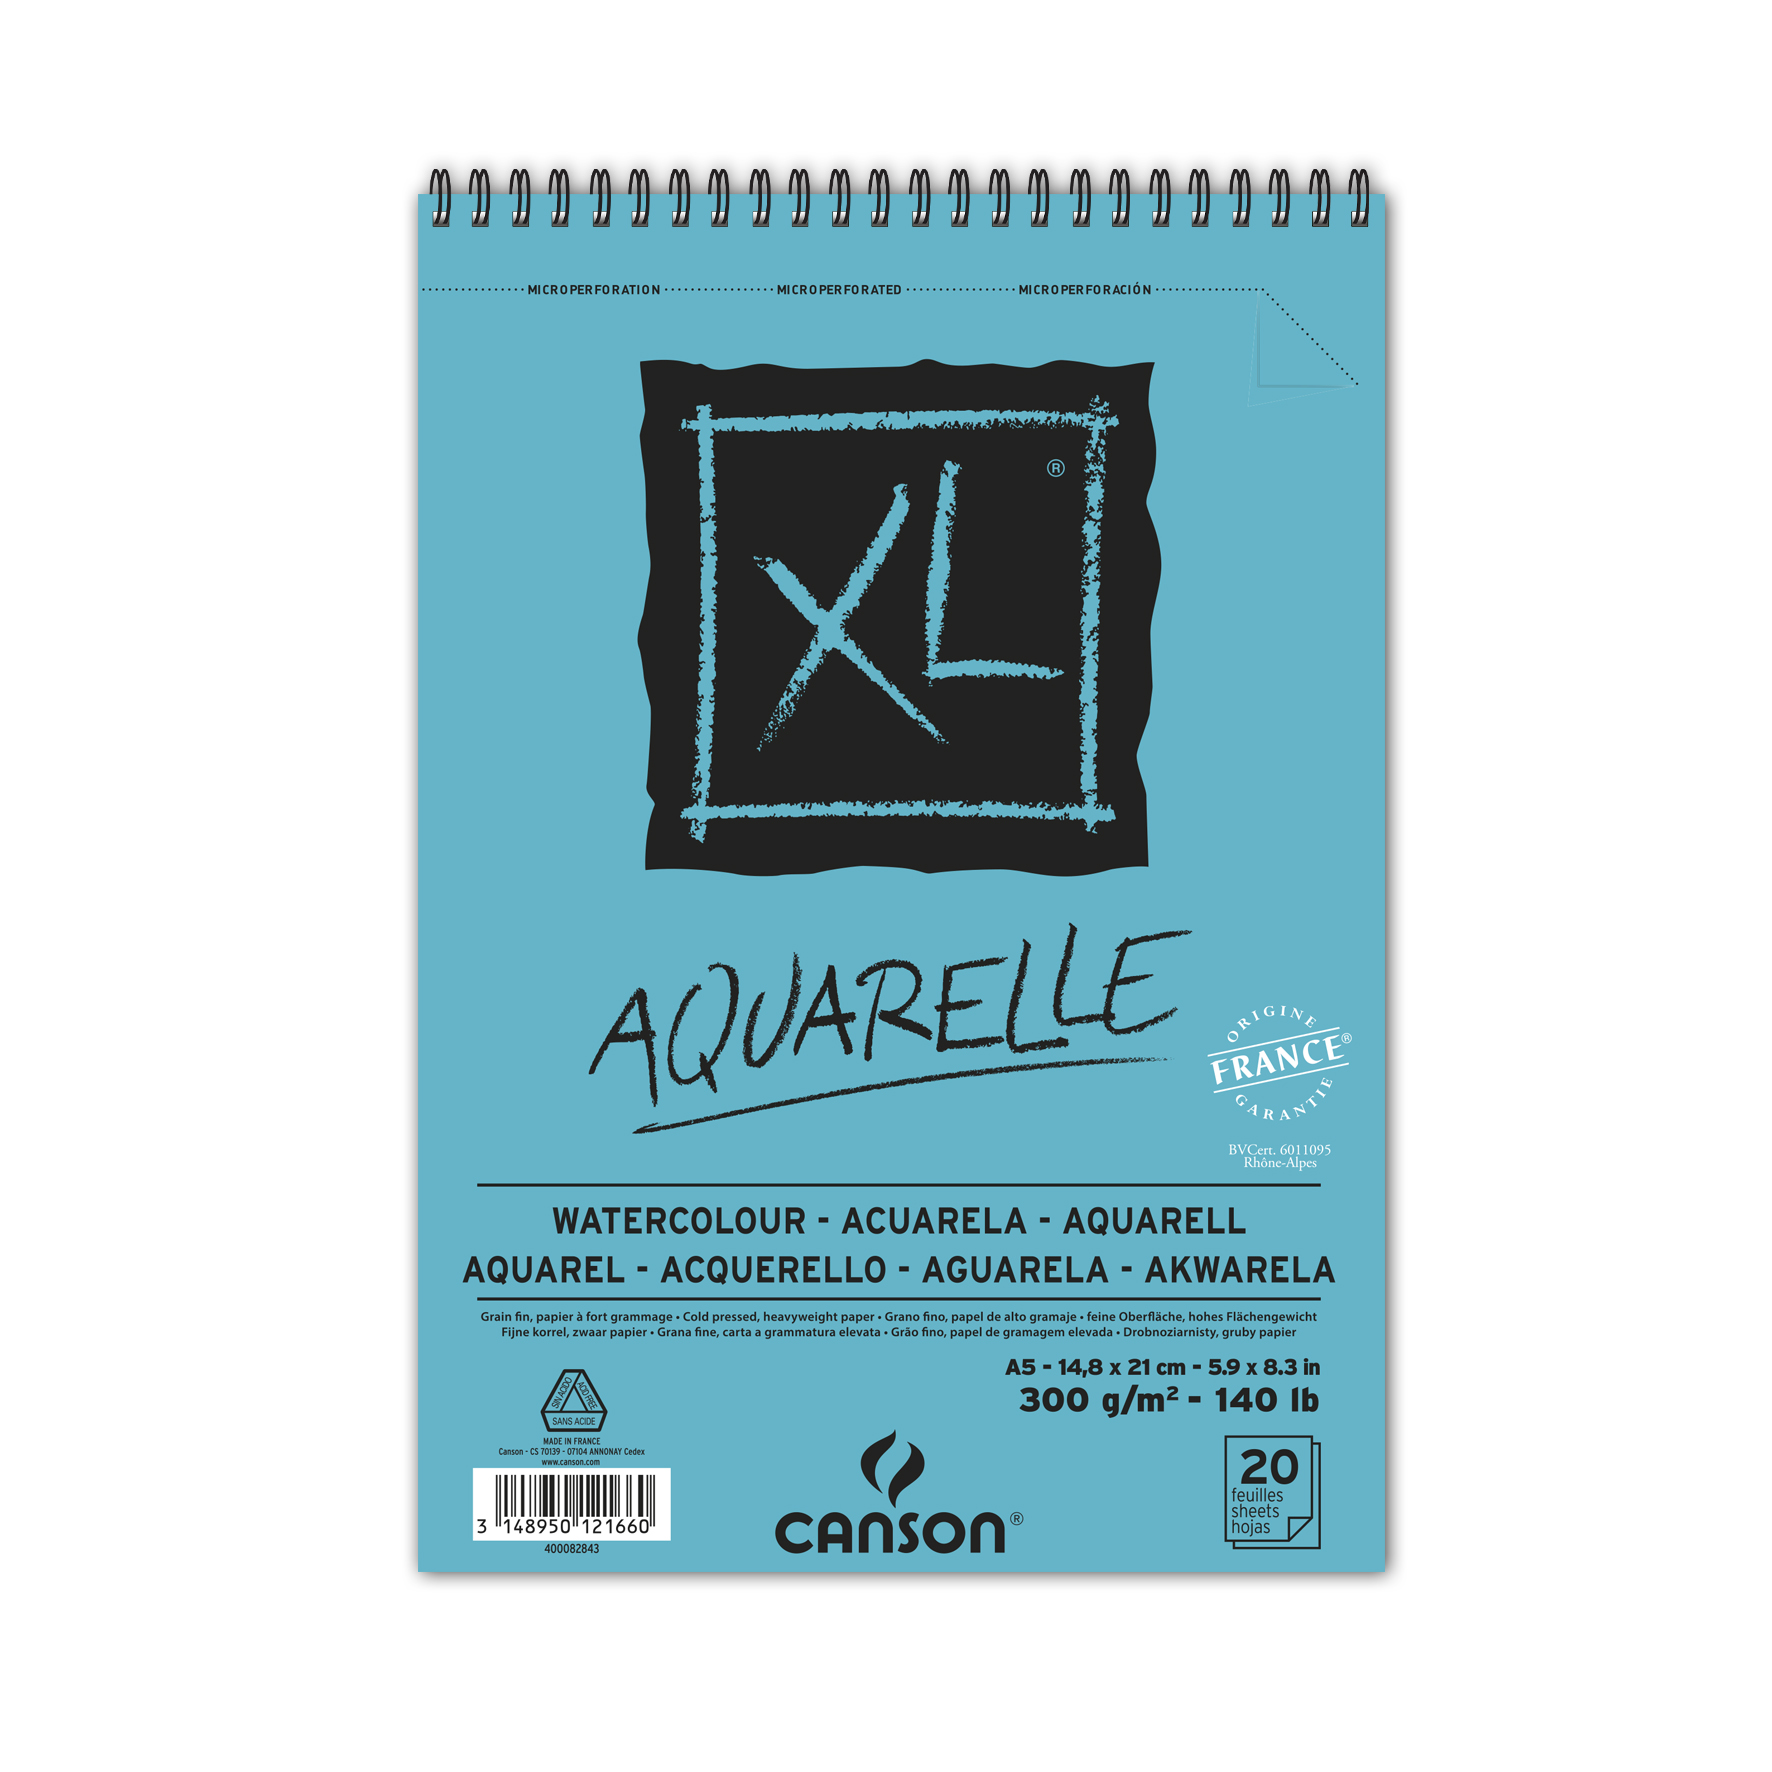 MICROPERFORATION MICROPERFORATED MICROPERFORACIÓN
XL®
AQUARELLE
ORIGINE
FRANCE®
GARANTIE
BVCert. 6011095
Rhône-Alpes
WATERCOLOUR - ACUARELA - AQUARELL
AQUAREL - ACQUERELLO - AGUARELA - AKWARELA
Grain fin, papier à fort grammage • Cold pressed, heavyweight paper • Grano fino, papel de alto gramaje • feine Oberfläche, hohes Flächengewicht
Fijne korrel, zwaar papier • Grana fine, carta a grammatura elevata • Grão fino, papel de gramagem elevada • Drobnoziarnisty, gruby papier
A5 - 14,8 x 21 cm - 5.9 x 8.3 in
300 g/m² - 140 lb
SIN ACIDO
ACID FREE
SANS ACIDE
MADE IN FRANCE
Canson - CS 70139 - 07104 ANNONAY Cedex
www.canson.com
3 148950 121660
400082843
CANSON®
20
feuilles
sheets
hojas